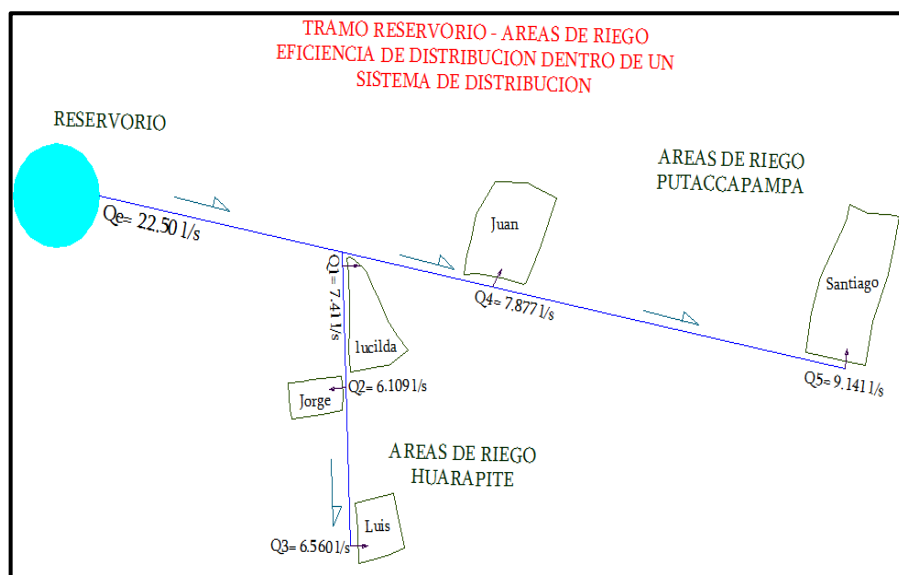 TRAMO RESERVORIO - AREAS DE RIEGO
EFICIENCIA DE DISTRIBUCION DENTRO DE UN
SISTEMA DE DISTRIBUCION
RESERVORIO
Qe= 22.50 l/s
AREAS DE RIEGO
PUTACCAPAMPA
Juan
Santiago
Q1= 7.41 l/s
Q4= 7.877 l/s
lucilda
Q5= 9.141 l/s
Q2= 6.109 l/s
Jorge
AREAS DE RIEGO
HUARAPITE
Luis
Q3= 6.560 l/s